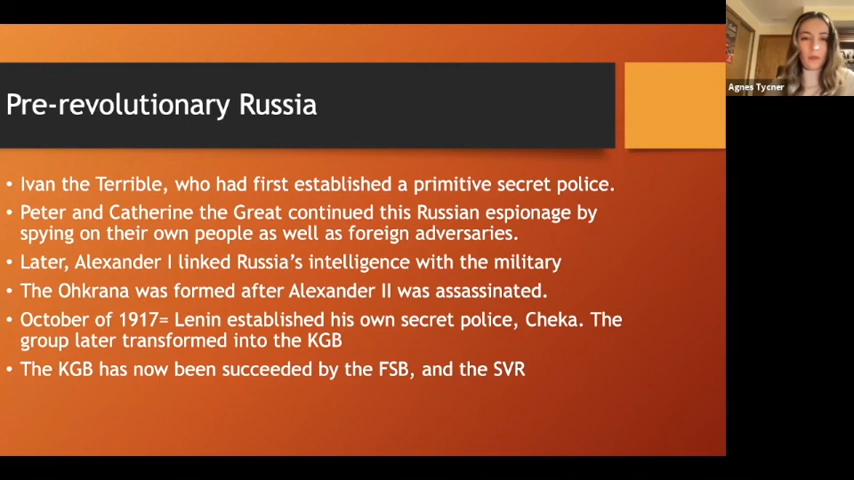 Pre-revolutionary Russia
Agnes Tycner
• Ivan the Terrible, who had first established a primitive secret police.
• Peter and Catherine the Great continued this Russian espionage by
spying on their own people as well as foreign adversaries.
• Later, Alexander I linked Russia's intelligence with the military
• The Ohkrana was formed after Alexander II was assassinated.
• October of 1917= Lenin established his own secret police, Cheka. The
group later transformed into the KGB
• The KGB has now been succeeded by the FSB, and the SVR